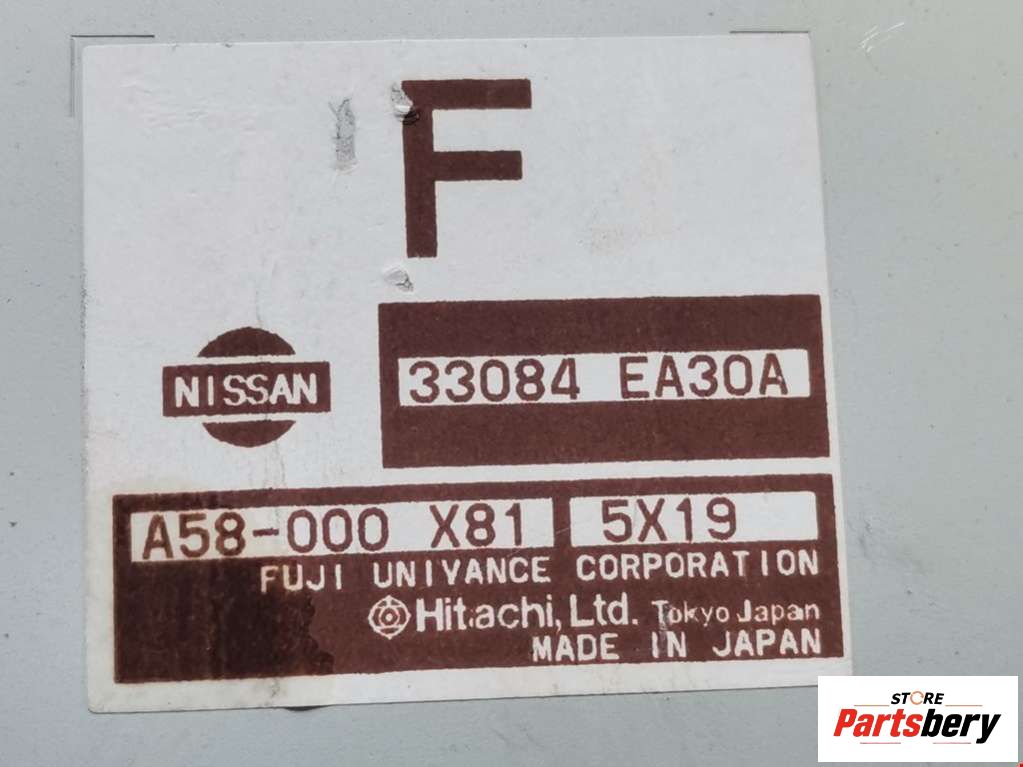 F
NISSAN
33084 EA30A
A58-000 X81 5X19
FUJI UNIVANCE CORPORATION
Hitachi, Ltd. Tokyo Japan
MADE IN JAPAN
STORE
Partsbery